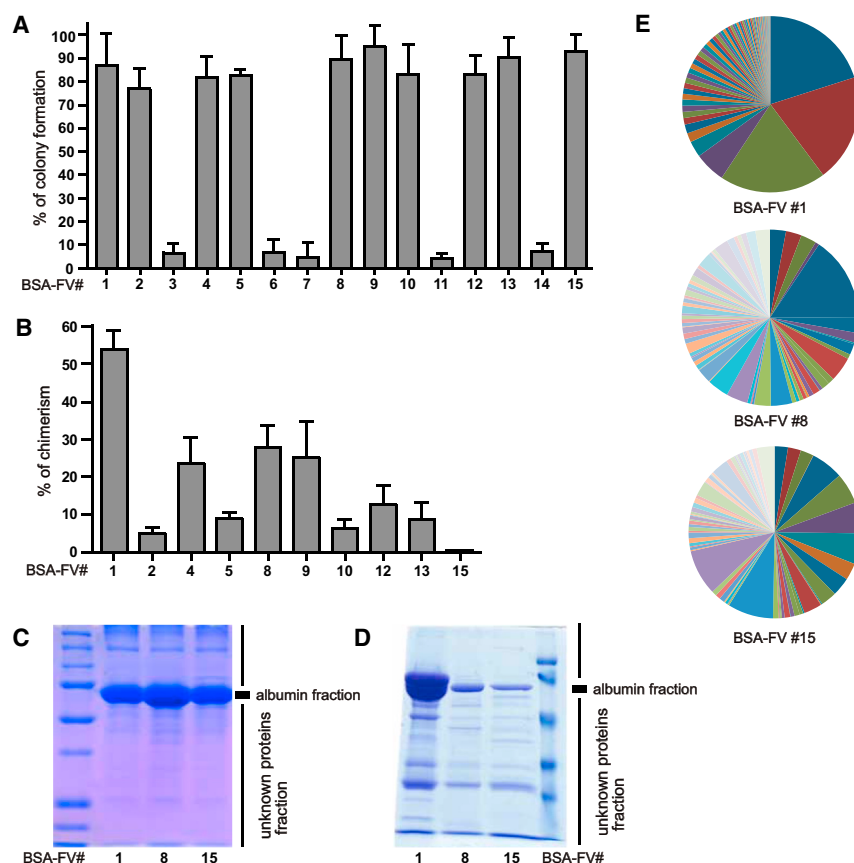 A
% of colony formation
100
90
80
70
60
50
40
30
20
10
0
BSA-FV#
1 2 3 4 5 6 7 8 9 10 11 12 13 14 15
B
% of chimerism
60
50
40
30
20
10
0
BSA-FV#
1 2 4 5 8 9 10 12 13 15
C
albumin fraction
unknown proteins
fraction
BSA-FV# 1 8 15
D
albumin fraction
unknown proteins
fraction
1 8 15 BSA-FV#
E
BSA-FV #1
BSA-FV #8
BSA-FV #15